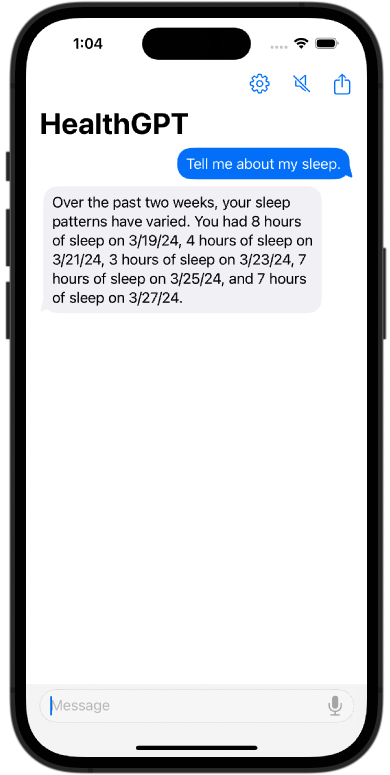 1:04
HealthGPT
Tell me about my sleep.
Over the past two weeks, your sleep
patterns have varied. You had 8 hours
of sleep on 3/19/24, 4 hours of sleep on
3/21/24, 3 hours of sleep on 3/23/24, 7
hours of sleep on 3/25/24, and 7 hours
of sleep on 3/27/24.
Message